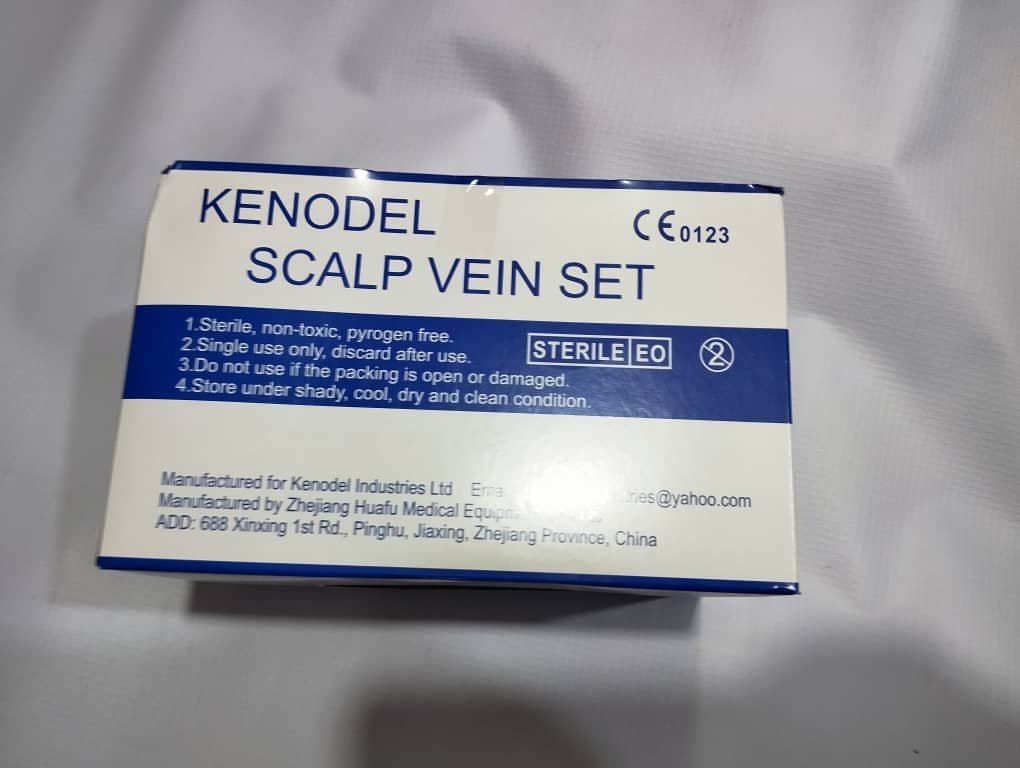 KENODEL
CE0123
SCALP VEIN SET
1.Sterile, non-toxic, pyrogen free.
2.Single use only, discard after use.
3.Do not use if the packing is open or damaged.
4.Store under shady, cool, dry and clean condition.
STERILE EO
2
Manufactured for Kenodel Industries Ltd
Manufactured by Zhejiang Huafu Medical
ADD: 688 Xinxing 1st Rd., Pinghu, Jiaxing, Zhejiang Province, China